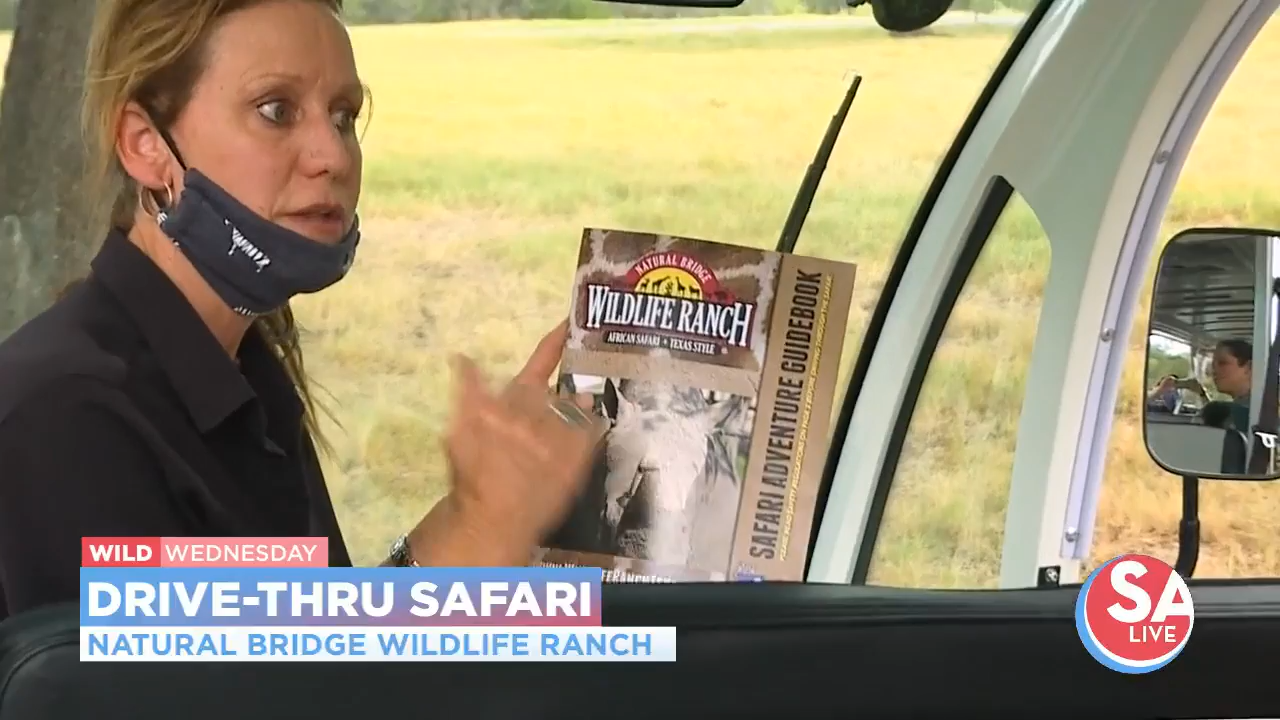 NATURAL BRIDGE
WILDLIFE RANCH
AFRICAN SAFARI • TEXAS STYLE
SAFARI ADVENTURE GUIDEBOOK
WILD WEDNESDAY
DRIVE-THRU SAFARI
NATURAL BRIDGE WILDLIFE RANCH
SA
LIVE